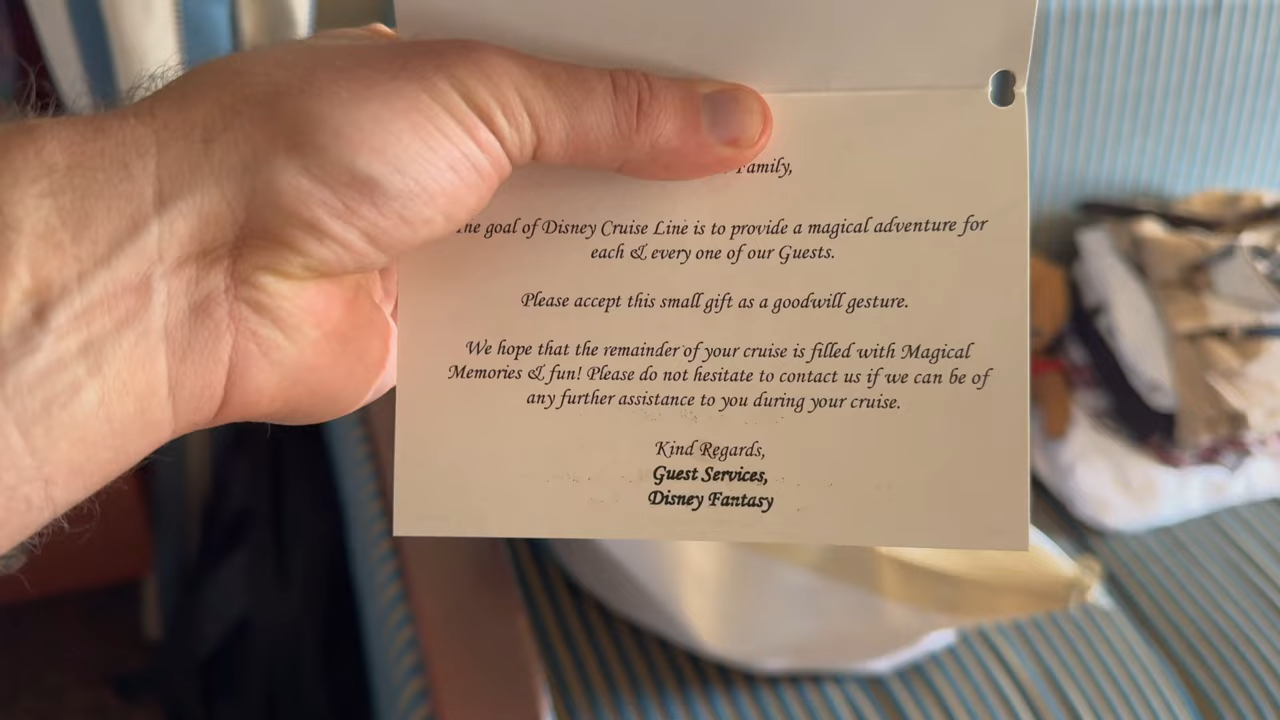 Family,
The goal of Disney Cruise Line is to provide a magical adventure for
each & every one of our Guests.
Please accept this small gift as a goodwill gesture.
We hope that the remainder of your cruise is filled with Magical
Memories & fun! Please do not hesitate to contact us if we can be of
any further assistance to you during your cruise.
Kind Regards,
Guest Services,
Disney Fantasy